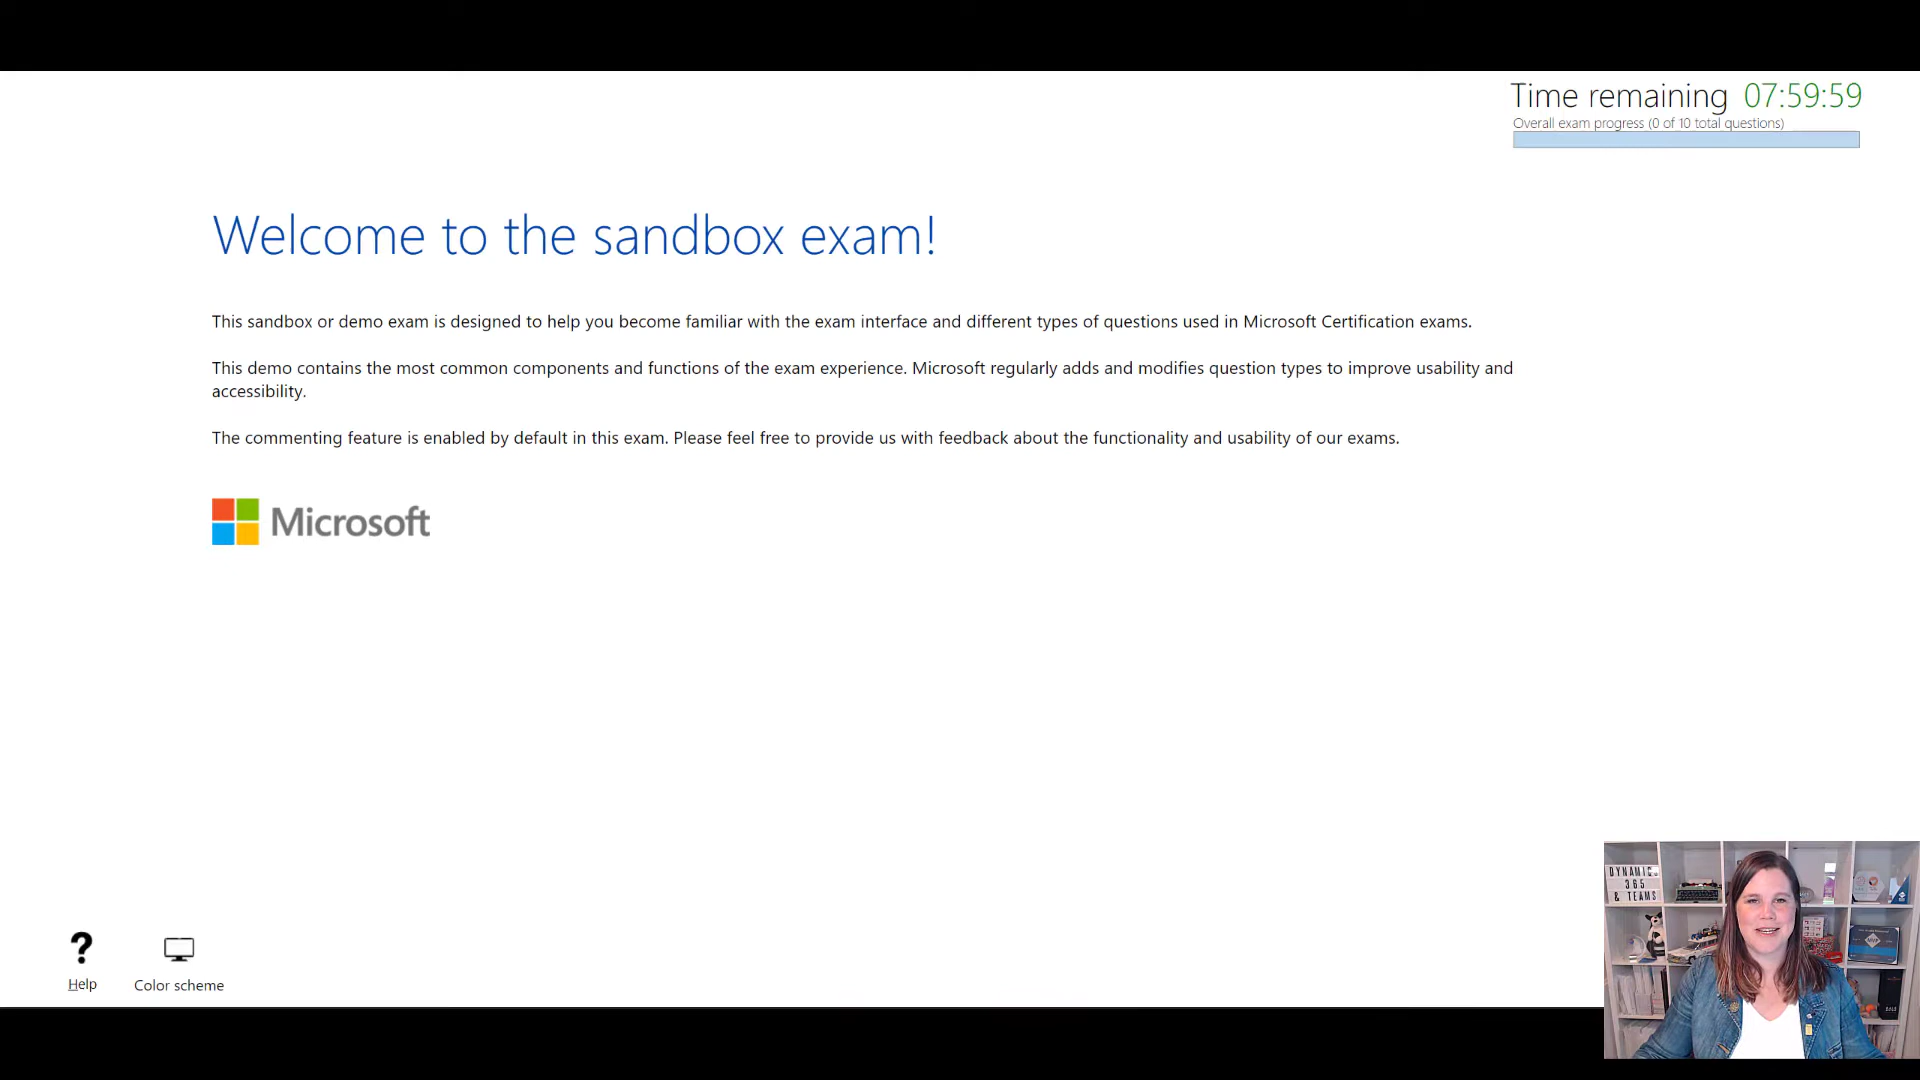 Time remaining 07:59:59
Overall exam progress (0 of 10 total questions)
Welcome to the sandbox exam!
This sandbox or demo exam is designed to help you become familiar with the exam interface and different types of questions used in Microsoft Certification exams.
This demo contains the most common components and functions of the exam experience. Microsoft regularly adds and modifies question types to improve usability and
accessibility.
The commenting feature is enabled by default in this exam. Please feel free to provide us with feedback about the functionality and usability of our exams.
Microsoft
DYNAMIC
365
& TEAMS
MVP
Help
Color scheme